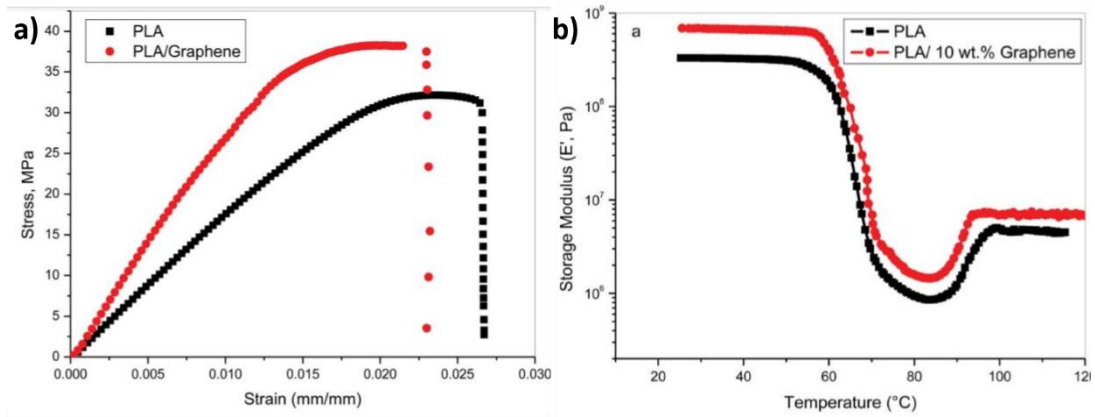 a)
PLA
PLA/Graphene
Stress, MPa
40
35
30
25
20
15
10
5
0
0.000 0.005 0.010 0.015 0.020 0.025 0.030
Strain (mm/mm)
b)
a
PLA
PLA/ 10 wt.% Graphene
Storage Modulus (E', Pa)
10⁹
10⁸
10⁷
10⁶
20 40 60 80 100 120
Temperature (°C)